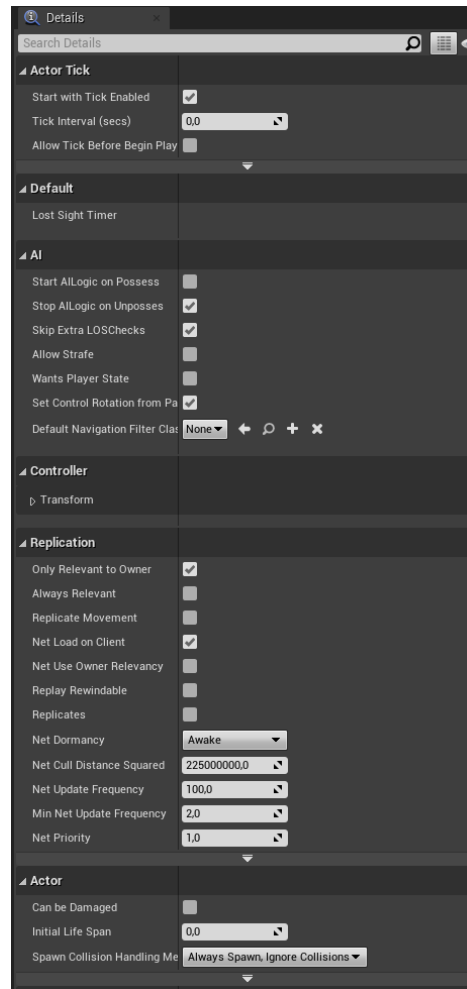 Details
Search Details
Actor Tick
Start with Tick Enabled
Tick Interval (secs) 0,0
Allow Tick Before Begin Play
Default
Lost Sight Timer
AI
Start AILogic on Possess
Stop AILogic on Unposses
Skip Extra LOSChecks
Allow Strafe
Wants Player State
Set Control Rotation from Pa
Default Navigation Filter Clas None
Controller
Transform
Replication
Only Relevant to Owner
Always Relevant
Replicate Movement
Net Load on Client
Net Use Owner Relevancy
Replay Rewindable
Replicates
Net Dormancy Awake
Net Cull Distance Squared 225000000,0
Net Update Frequency 100,0
Min Net Update Frequency 2,0
Net Priority 1,0
Actor
Can be Damaged
Initial Life Span 0,0
Spawn Collision Handling Me Always Spawn, Ignore Collisions